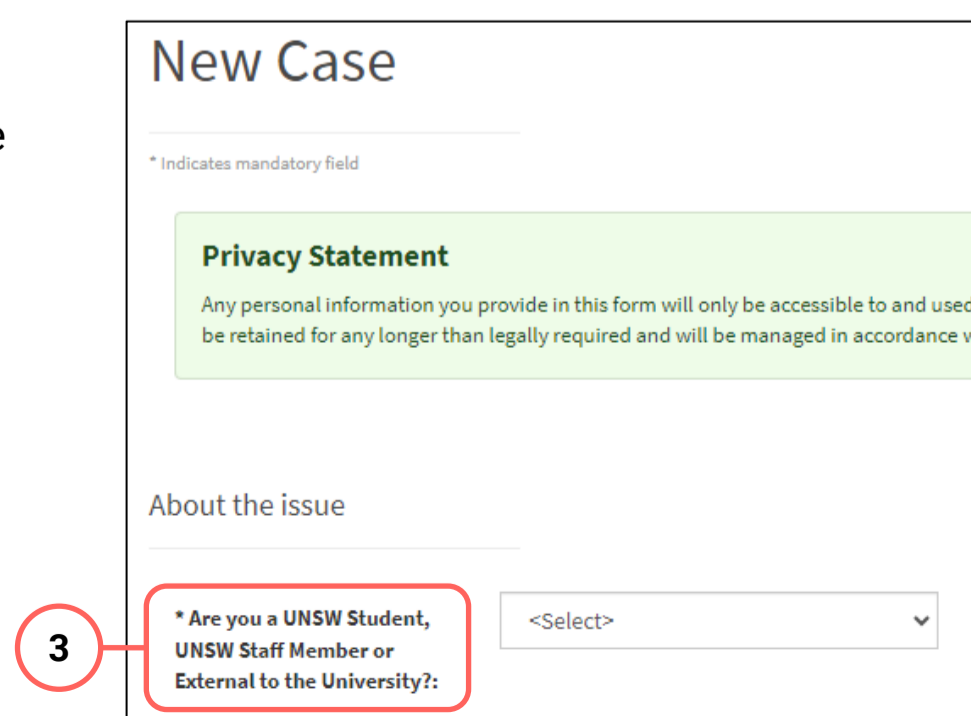 New Case
e
* Indicates mandatory field
Privacy Statement
Any personal information you provide in this form will only be accessible to and used
be retained for any longer than legally required and will be managed in accordance w
About the issue
* Are you a UNSW Student,
UNSW Staff Member or
External to the University?:
<Select>
3